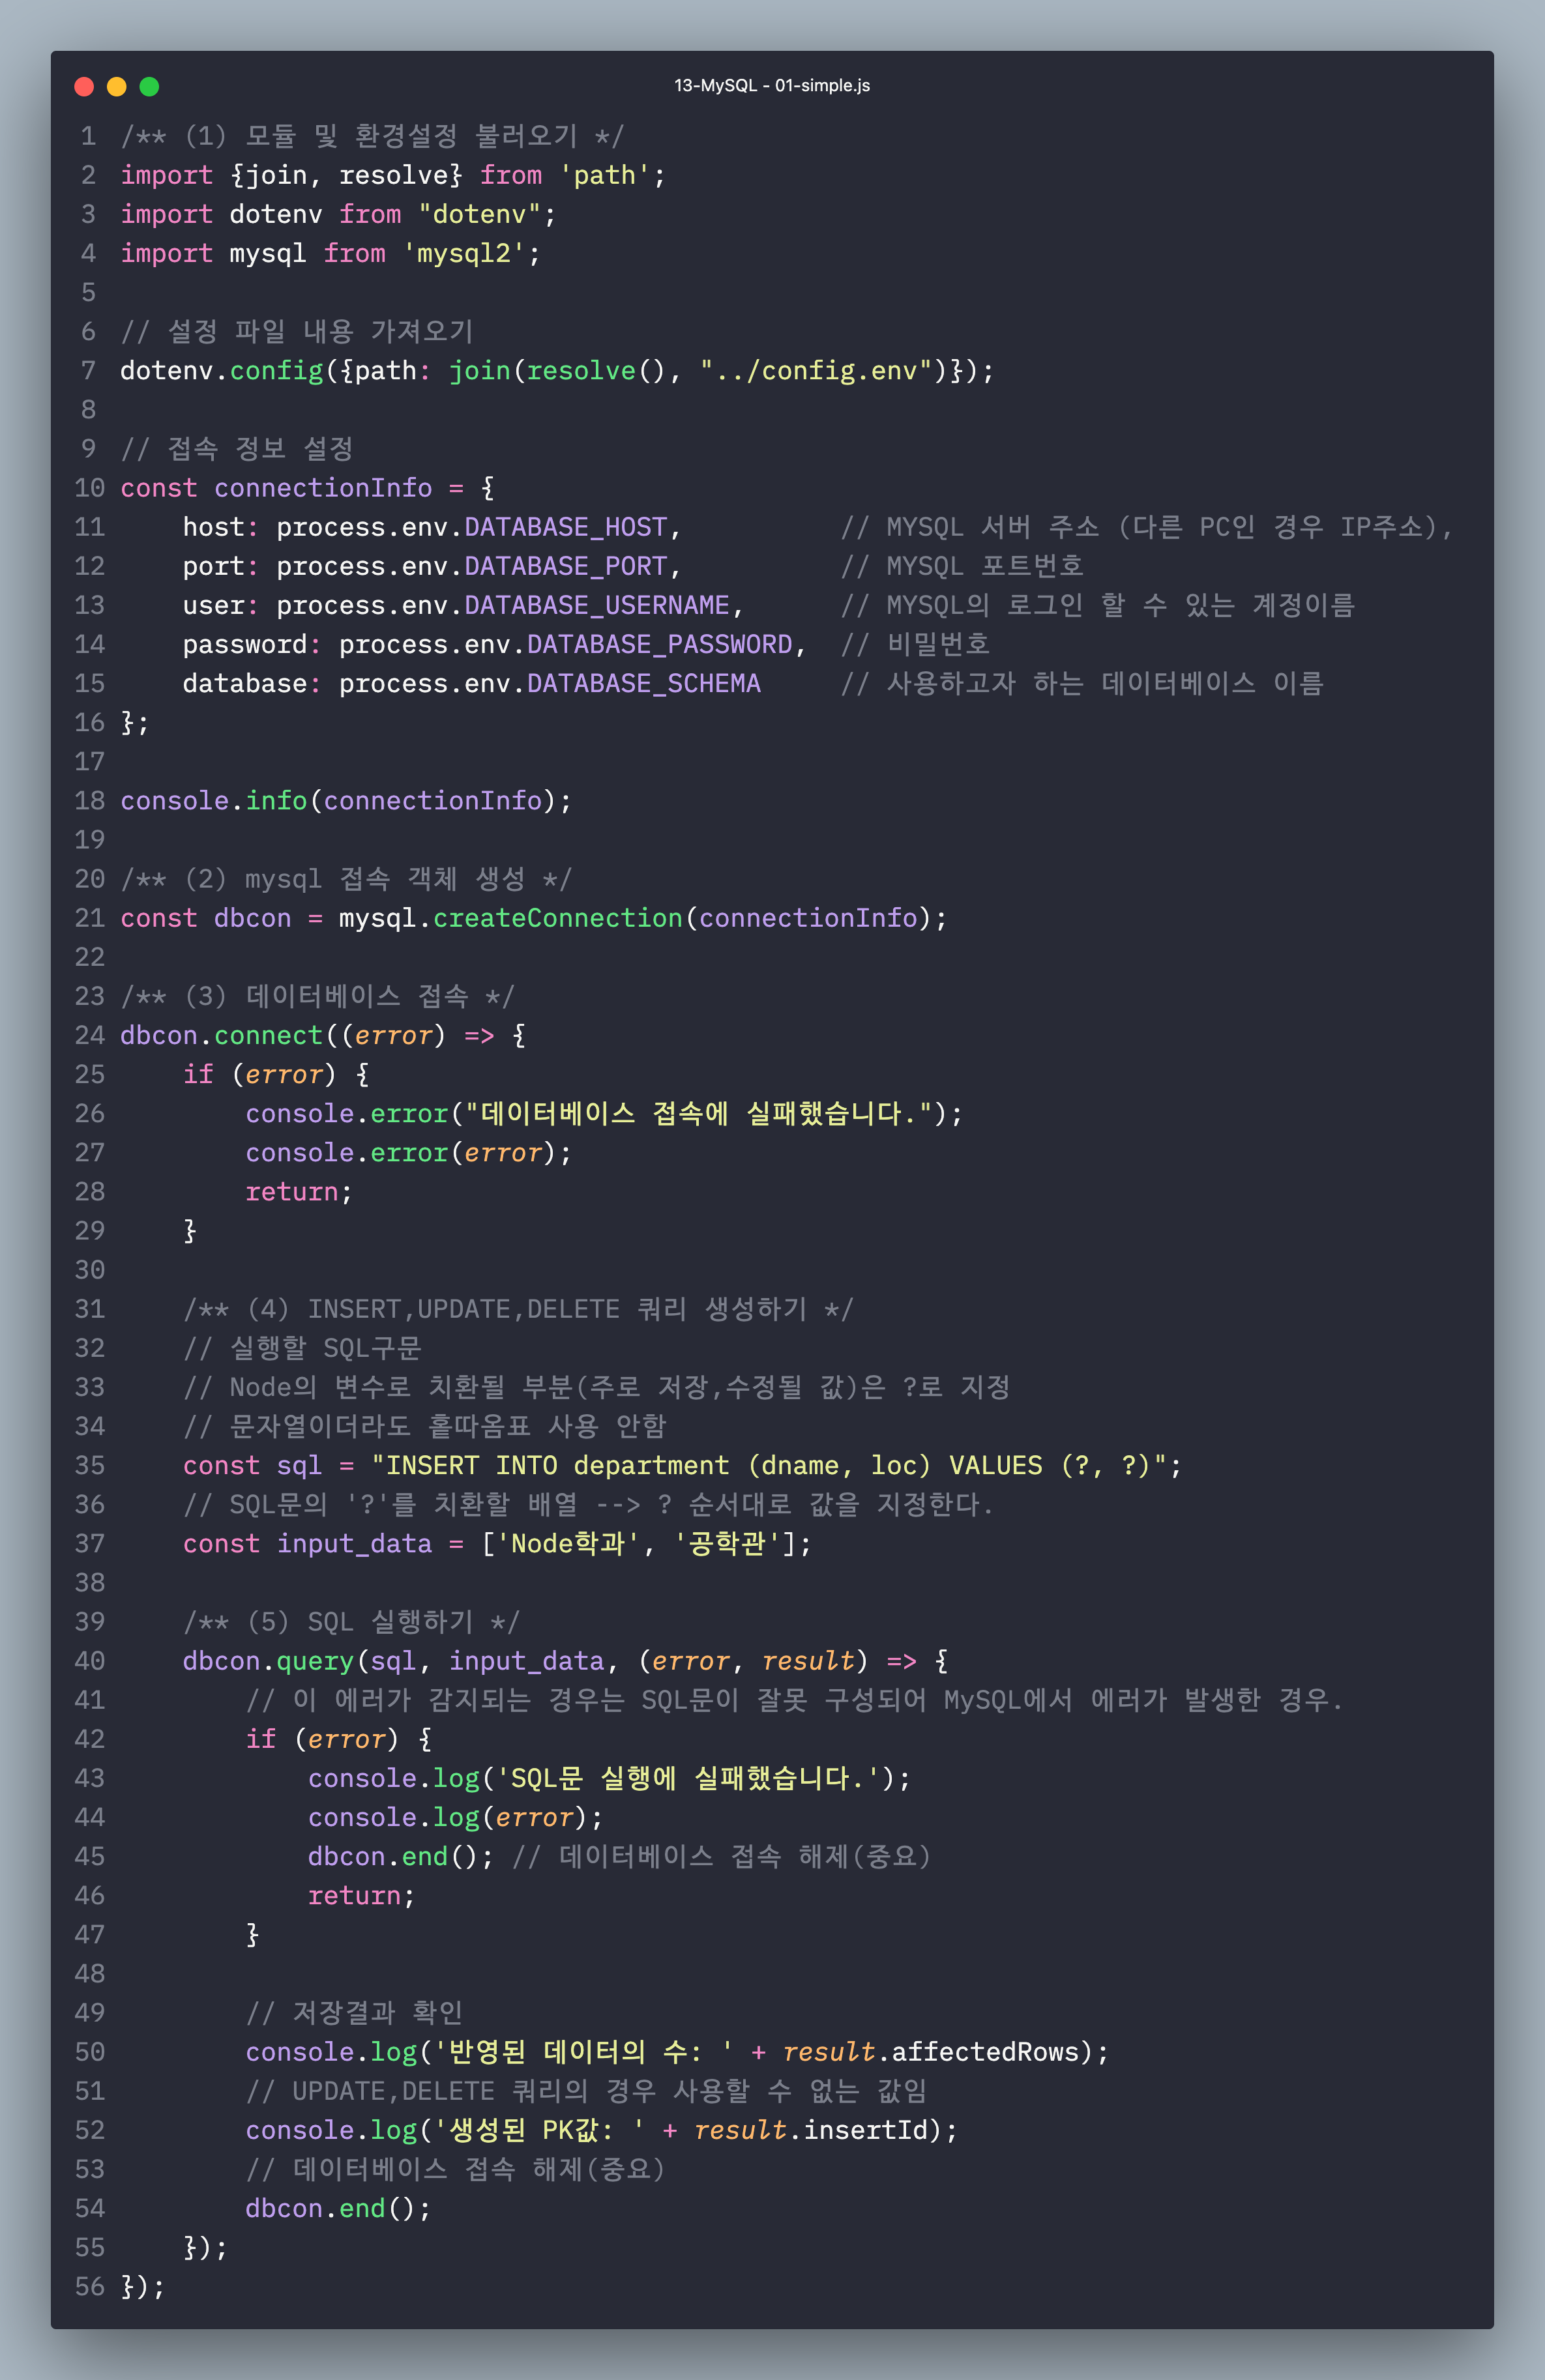 13-MySQL - 01-simple.js
1 /** (1) 모듈 및 환경설정 불러오기 */
2 import {join, resolve} from 'path';
3 import dotenv from "dotenv";
4 import mysql from 'mysql2';
5
6 // 설정 파일 내용 가져오기
7 dotenv.config({path: join(resolve(), "../config.env")});
8
9 // 접속 정보 설정
10 const connectionInfo = {
11     host: process.env.DATABASE_HOST,          // MYSQL 서버 주소 (다른 PC인 경우 IP주소),
12     port: process.env.DATABASE_PORT,          // MYSQL 포트번호
13     user: process.env.DATABASE_USERNAME,      // MYSQL의 로그인 할 수 있는 계정이름
14     password: process.env.DATABASE_PASSWORD,  // 비밀번호
15     database: process.env.DATABASE_SCHEMA     // 사용하고자 하는 데이터베이스 이름
16 };
17
18 console.info(connectionInfo);
19
20 /** (2) mysql 접속 객체 생성 */
21 const dbcon = mysql.createConnection(connectionInfo);
22
23 /** (3) 데이터베이스 접속 */
24 dbcon.connect((error) => {
25     if (error) {
26         console.error("데이터베이스 접속에 실패했습니다.");
27         console.error(error);
28         return;
29     }
30
31     /** (4) INSERT,UPDATE,DELETE 쿼리 생성하기 */
32     // 실행할 SQL구문
33     // Node의 변수로 치환될 부분(주로 저장,수정될 값)은 ?로 지정
34     // 문자열이더라도 홑따옴표 사용 안함
35     const sql = "INSERT INTO department (dname, loc) VALUES (?, ?)";
36     // SQL문의 '?'를 치환할 배열 --> ? 순서대로 값을 지정한다.
37     const input_data = ['Node학과', '공학관'];
38
39     /** (5) SQL 실행하기 */
40     dbcon.query(sql, input_data, (error, result) => {
41         // 이 에러가 감지되는 경우는 SQL문이 잘못 구성되어 MySQL에서 에러가 발생한 경우.
42         if (error) {
43             console.log('SQL문 실행에 실패했습니다.');
44             console.log(error);
45             dbcon.end(); // 데이터베이스 접속 해제(중요)
46             return;
47         }
48
49         // 저장결과 확인
50         console.log('반영된 데이터의 수: ' + result.affectedRows);
51         // UPDATE,DELETE 쿼리의 경우 사용할 수 없는 값임
52         console.log('생성된 PK값: ' + result.insertId);
53         // 데이터베이스 접속 해제(중요)
54         dbcon.end();
55     });
56 });